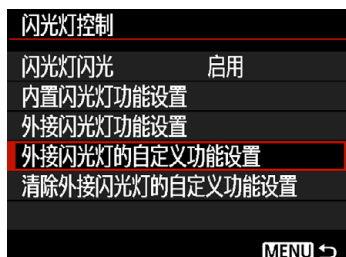 闪光灯控制
闪光灯闪光 启用
内置闪光灯功能设置
外接闪光灯功能设置
外接闪光灯的自定义功能设置
清除外接闪光灯的自定义功能设置
MENU